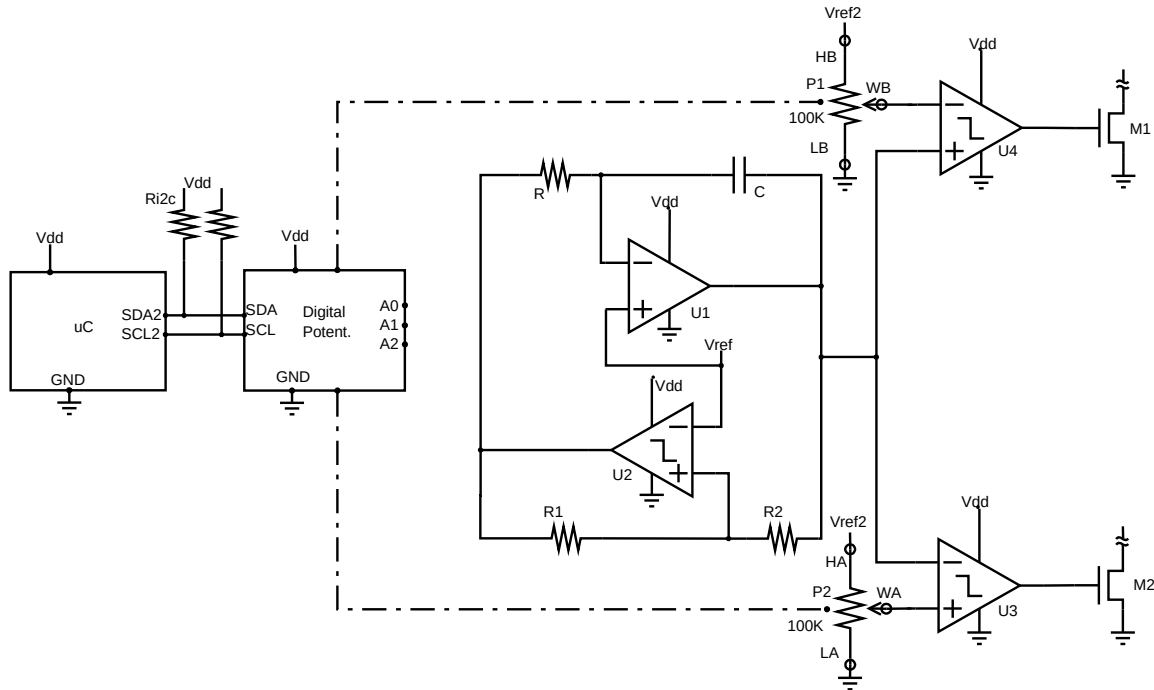 Vref2
HB
Vdd
P1
WB
100K
LB
U4
M1
Vdd
Ri2c
R
C
Vdd
U1
Vdd
Vdd
SDA2
SCL2
uC
GND
SDA
SCL
Digital
Potent.
A0
A1
A2
GND
Vref
Vdd
U2
R1
R2
Vref2
HA
Vdd
P2
WA
100K
LA
U3
M2